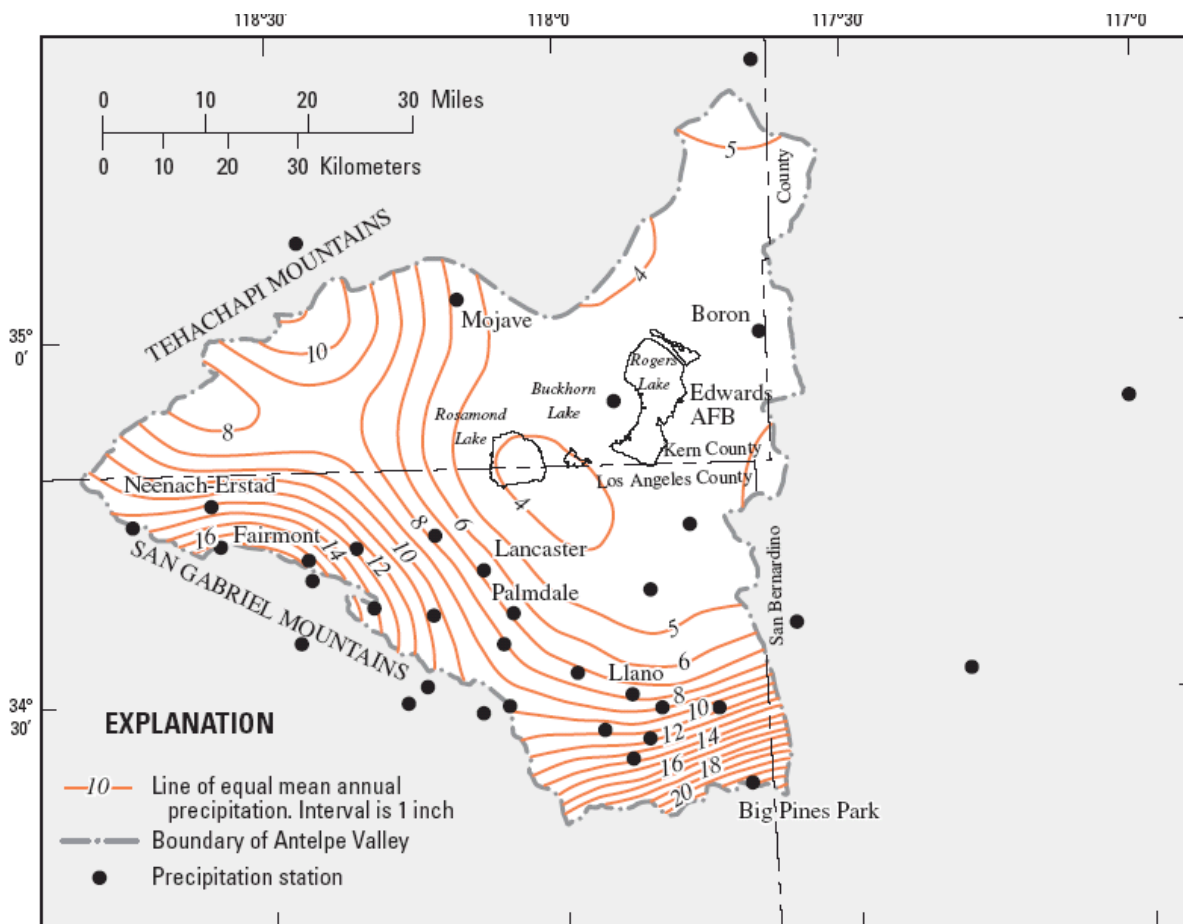 118°30' 118°0 117°30' 117°0
0 10 20 30 Miles
0 10 20 30 Kilometers
5
County
TEHACHAPI MOUNTAINS
4
Boron
Mojave
35°
0'
10
Rogers
Lake
Buckhorn
Lake
Edwards
AFB
Rosamond
Lake
8
Kern County
Los Angeles County
Neenach-Erstad
4
6
8
16
Fairmont
14
12
10
Lancaster
San Bernardino
SAN GABRIEL MOUNTAINS
Palmdale
5
6
Llano
8
10
12
14
16
18
20
34°
30'
EXPLANATION
10 Line of equal mean annual
precipitation. Interval is 1 inch
Boundary of Antelpe Valley
Precipitation station
Big Pines Park